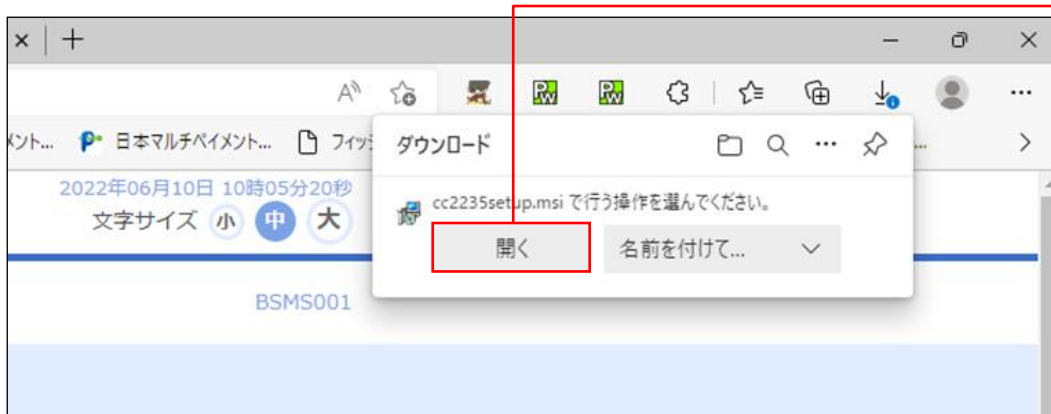 メント... 日本マルチペイメント... フィッシ
ダウンロード
cc2235setup.msi で行う操作を選んでください。
開く 名前を付けて...
2022年06月10日 10時05分20秒
文字サイズ 小 中 大
BSMS001